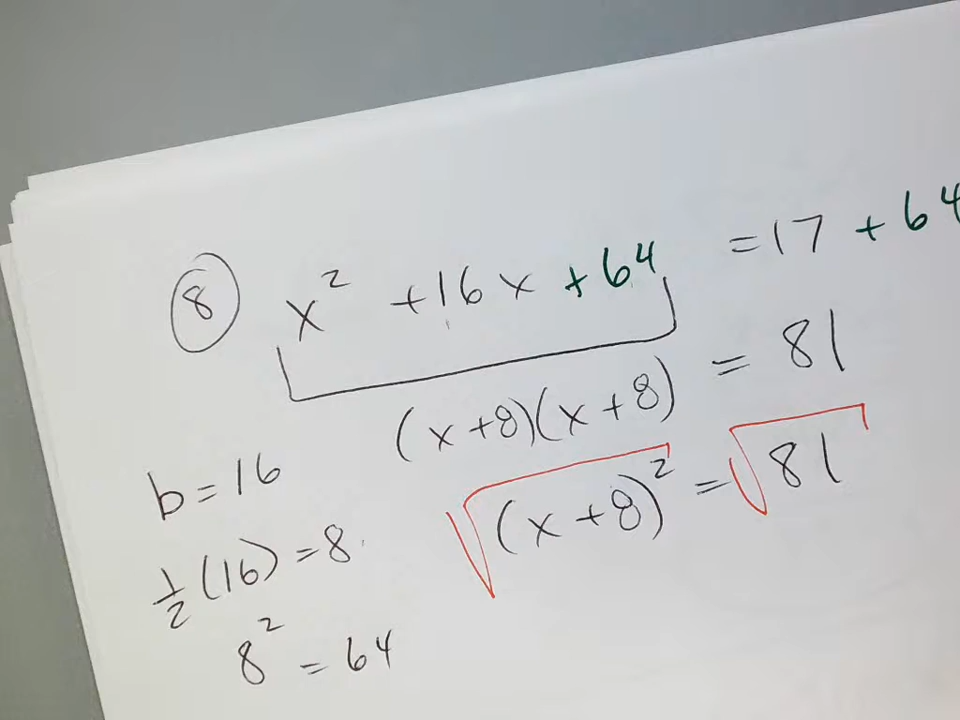 8 x² + 16x + 64 = 17 + 64
(x + 8)(x + 8) = 81
b = 16
√(x + 8)² = √81
½(16) = 8
8² = 64